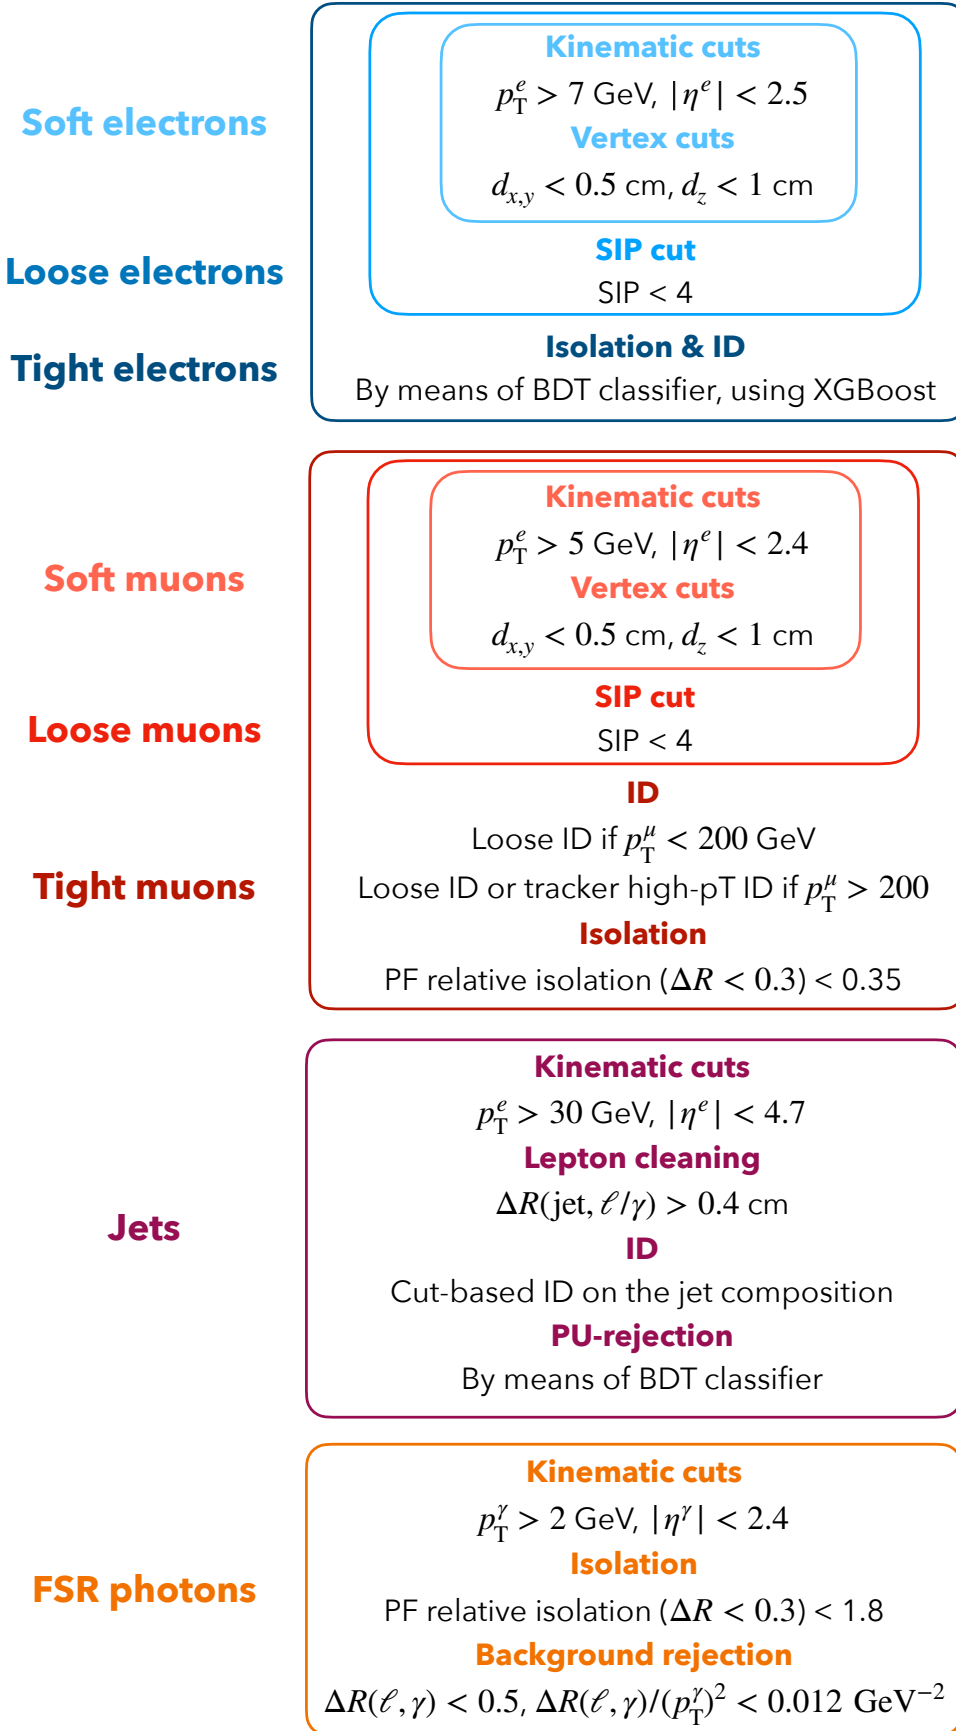 Soft electrons
Kinematic cuts
p_T^e > 7 GeV, |η^e| < 2.5
Vertex cuts
d_{x,y} < 0.5 cm, d_z < 1 cm
Loose electrons
SIP cut
SIP < 4
Tight electrons
Isolation & ID
By means of BDT classifier, using XGBoost
Soft muons
Kinematic cuts
p_T^e > 5 GeV, |η^e| < 2.4
Vertex cuts
d_{x,y} < 0.5 cm, d_z < 1 cm
Loose muons
SIP cut
SIP < 4
Tight muons
ID
Loose ID if p_T^μ < 200 GeV
Loose ID or tracker high-pT ID if p_T^μ > 200
Isolation
PF relative isolation (ΔR < 0.3) < 0.35
Jets
Kinematic cuts
p_T^e > 30 GeV, |η^e| < 4.7
Lepton cleaning
ΔR(jet, ℓ/γ) > 0.4 cm
ID
Cut-based ID on the jet composition
PU-rejection
By means of BDT classifier
FSR photons
Kinematic cuts
p_T^γ > 2 GeV, |η^γ| < 2.4
Isolation
PF relative isolation (ΔR < 0.3) < 1.8
Background rejection
ΔR(ℓ, γ) < 0.5, ΔR(ℓ, γ)/(p_T^γ)² < 0.012 GeV⁻²